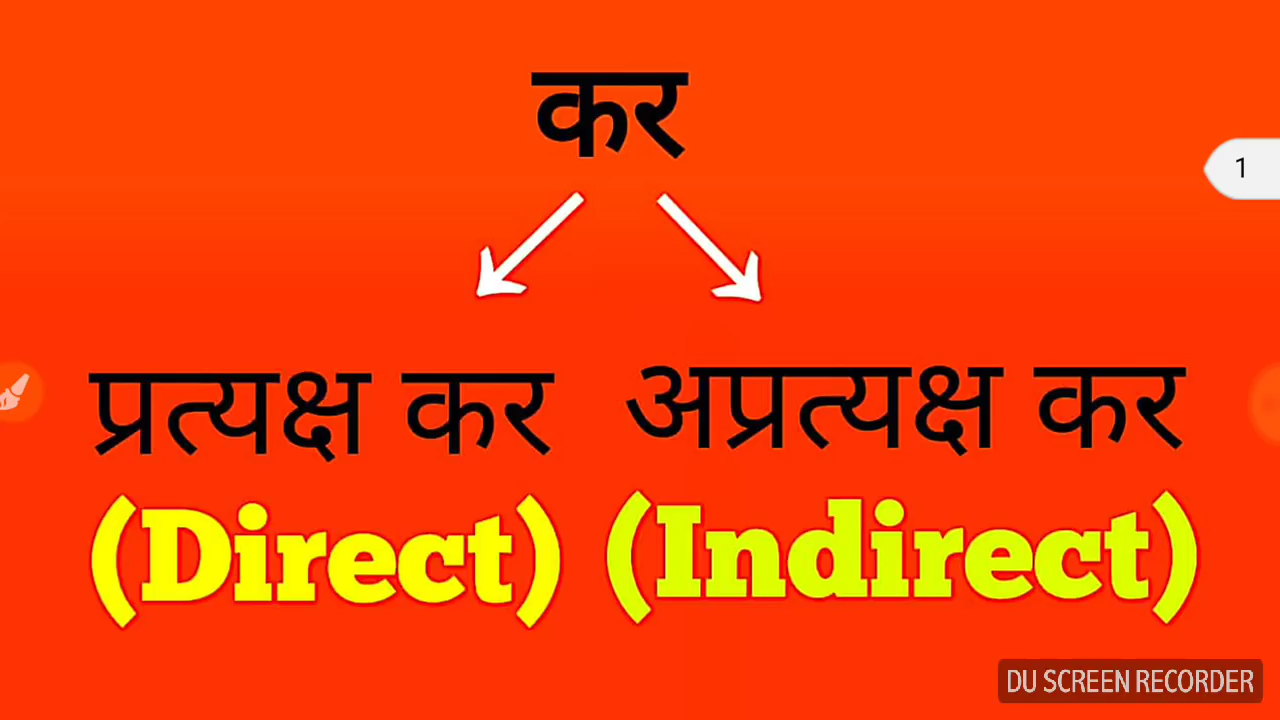 कर
1
प्रत्यक्ष कर अप्रत्यक्ष कर
(Direct) (Indirect)
DU SCREEN RECORDER